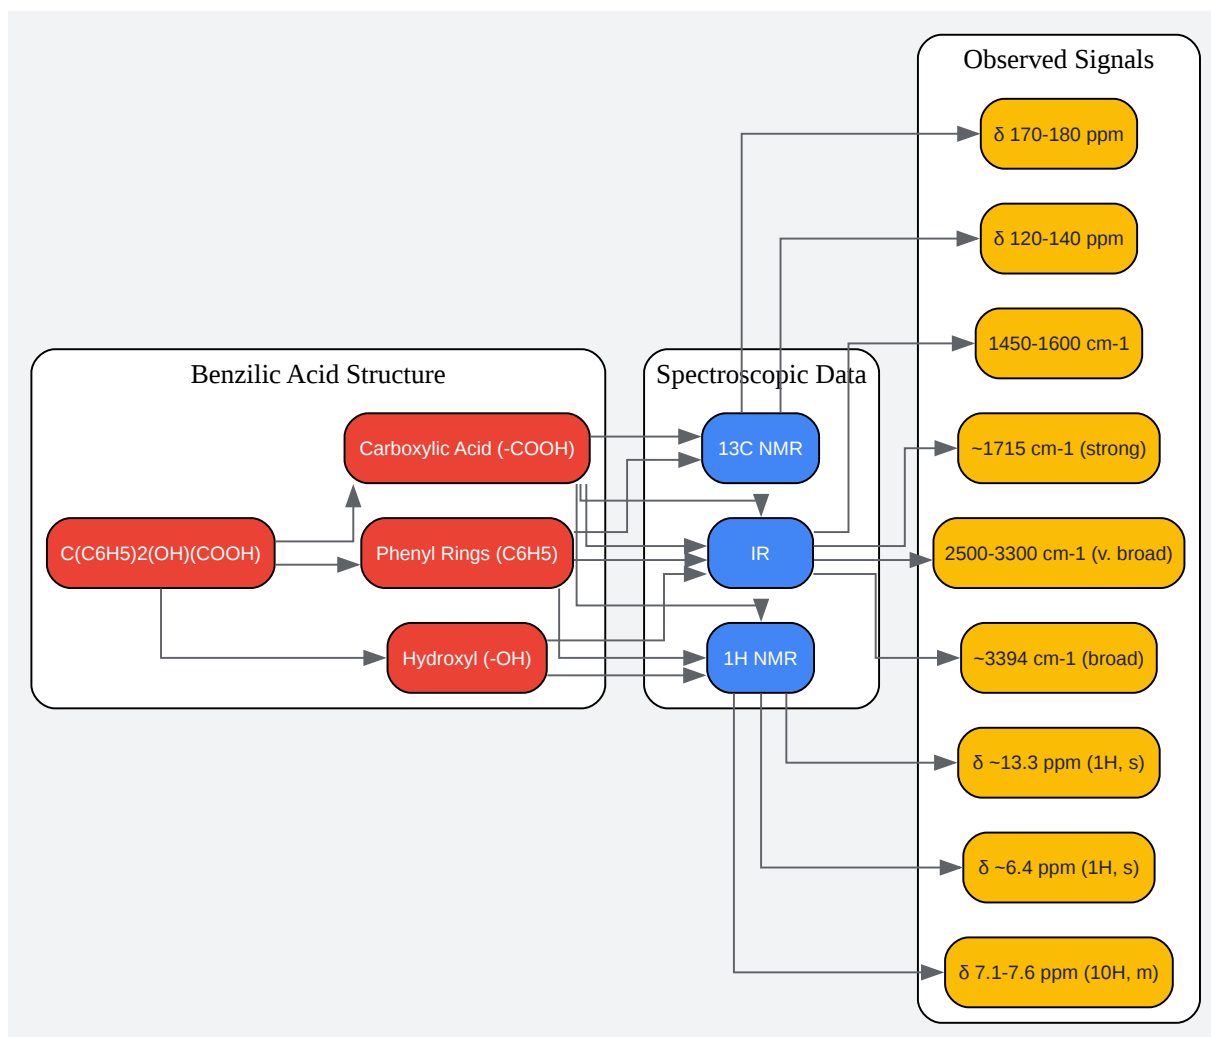 Observed Signals
δ 170-180 ppm
δ 120-140 ppm
1450-1600 cm-1
~1715 cm-1 (strong)
2500-3300 cm-1 (v. broad)
~3394 cm-1 (broad)
δ ~13.3 ppm (1H, s)
δ ~6.4 ppm (1H, s)
δ 7.1-7.6 ppm (10H, m)
Benzilic Acid Structure
Carboxylic Acid (-COOH)
C(C6H5)2(OH)(COOH)
Phenyl Rings (C6H5)
Hydroxyl (-OH)
Spectroscopic Data
13C NMR
IR
1H NMR